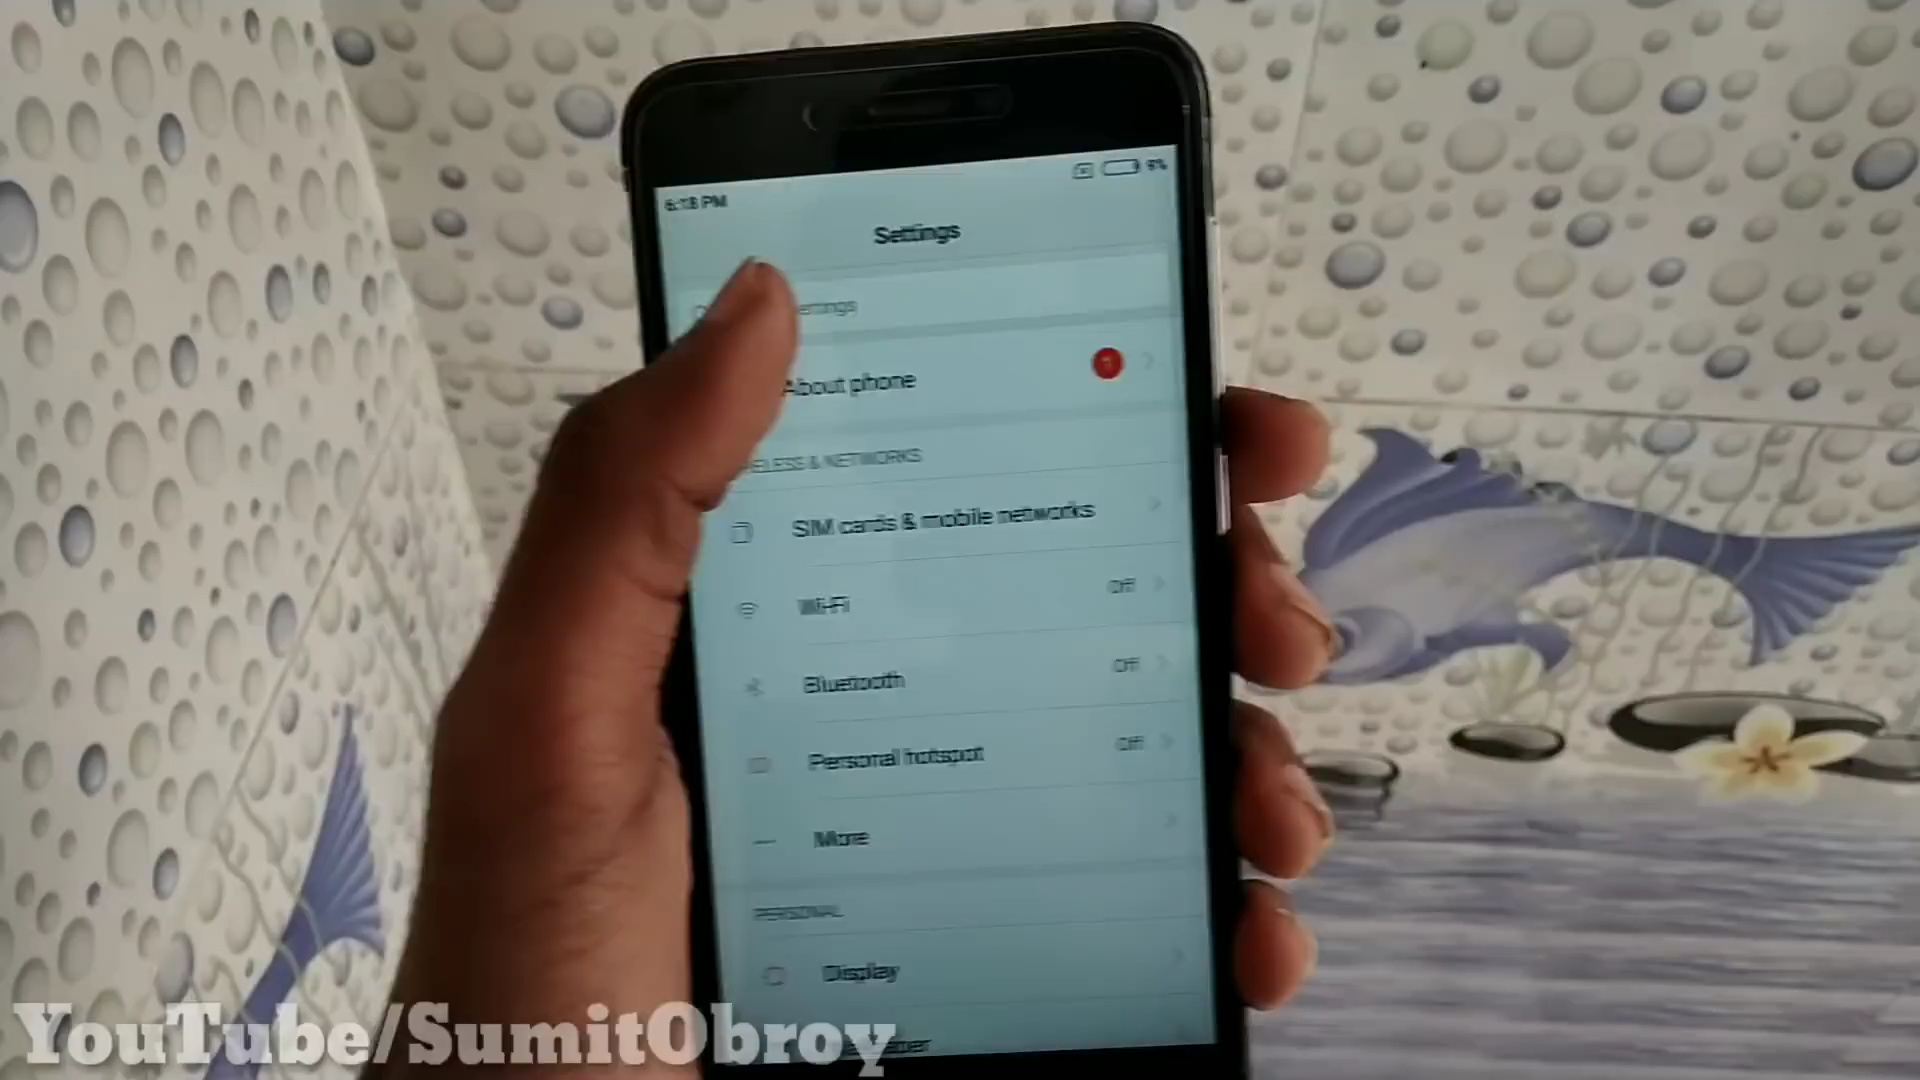 6:18 PM 9%
Settings
About phone
SIM cards & mobile networks
Wi-Fi Off
Bluetooth Off
Personal hotspot Off
More
PERSONAL
Display
YouTube/SumitObroy